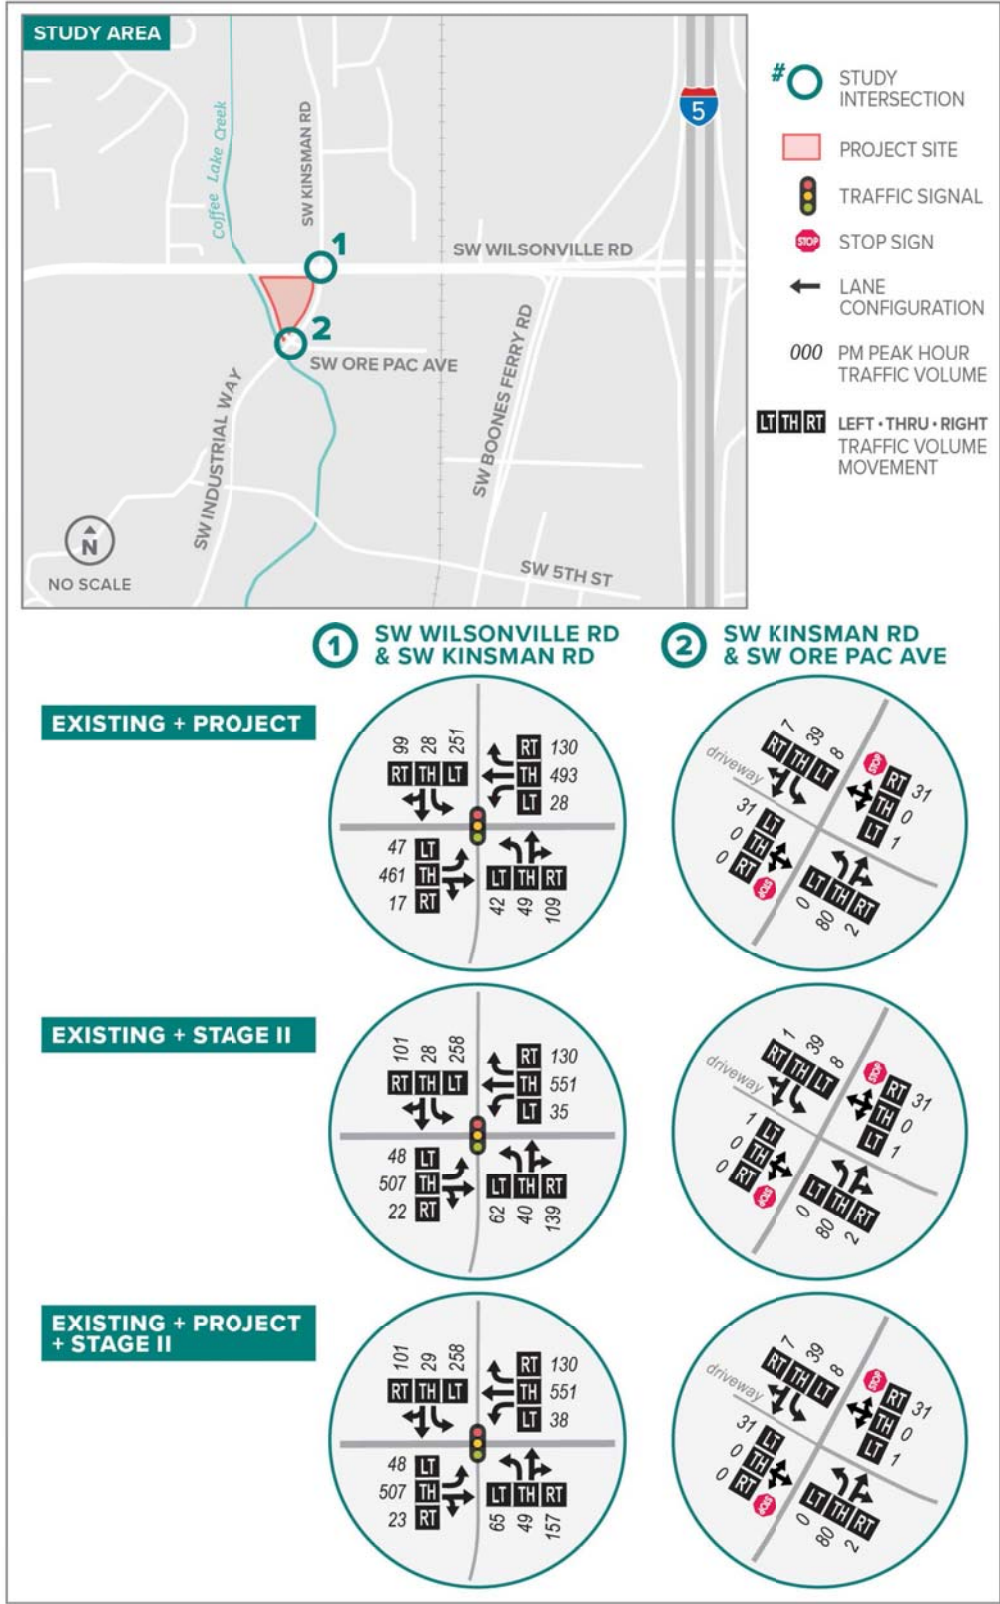 STUDY AREA
Coffee Lake Creek
SW KINSMAN RD
5
1
SW WILSONVILLE RD
2
SW ORE PAC AVE
SW INDUSTRIAL WAY
SW BOONES FERRY RD
SW 5TH ST
N
NO SCALE
#
STUDY
INTERSECTION
PROJECT SITE
TRAFFIC SIGNAL
STOP STOP SIGN
LANE
CONFIGURATION
000 PM PEAK HOUR
TRAFFIC VOLUME
LT TH RT LEFT • THRU • RIGHT
TRAFFIC VOLUME
MOVEMENT
1 SW WILSONVILLE RD
& SW KINSMAN RD
2 SW KINSMAN RD
& SW ORE PAC AVE
EXISTING + PROJECT
99 28 251
RT TH LT
RT 130
TH 493
LT 28
47 LT
461 TH
17 RT
LT TH RT
42 49 109
7 39 8
RT TH LT
driveway
STOP
RT 31
TH 0
LT 1
31 LT
0 TH
0 RT
STOP
LT TH RT
0 80 2
EXISTING + STAGE II
101 28 258
RT TH LT
RT 130
TH 551
LT 35
48 LT
507 TH
22 RT
LT TH RT
62 40 139
1 39 8
RT TH LT
driveway
STOP
RT 31
TH 0
LT 1
1 LT
0 TH
0 RT
STOP
LT TH RT
0 80 2
EXISTING + PROJECT
+ STAGE II
101 29 258
RT TH LT
RT 130
TH 551
LT 38
48 LT
507 TH
23 RT
LT TH RT
65 49 157
7 39 8
RT TH LT
driveway
STOP
RT 31
TH 0
LT 1
31 LT
0 TH
0 RT
STOP
LT TH RT
0 80 2